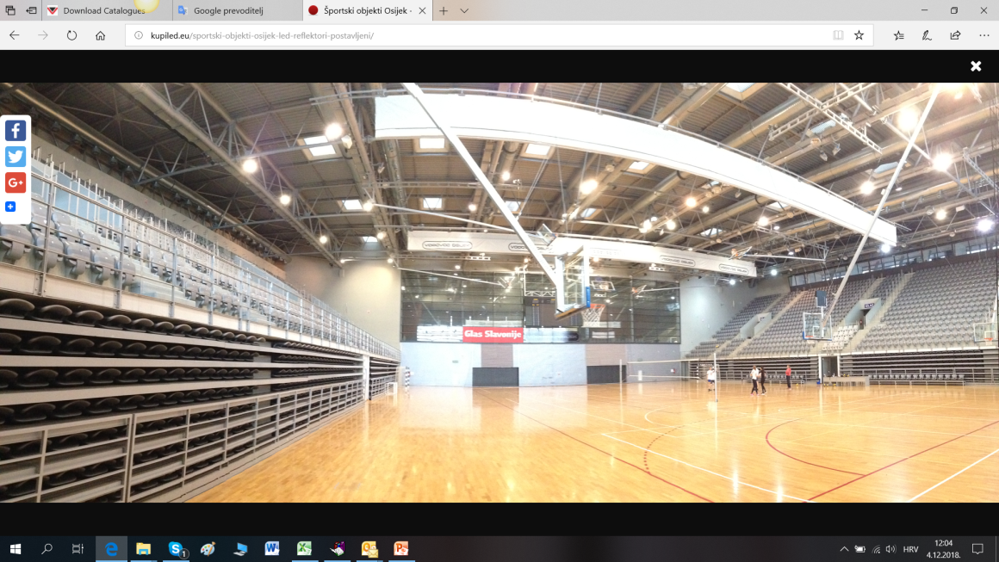 Download Catalogues
Google prevoditelj
Športski objekti Osijek -
kupiled.eu/sportski-objekti-osijek-led-reflektori-postavljeni/
Glas Slavonije
1
HRV
12:04
4.12.2018.